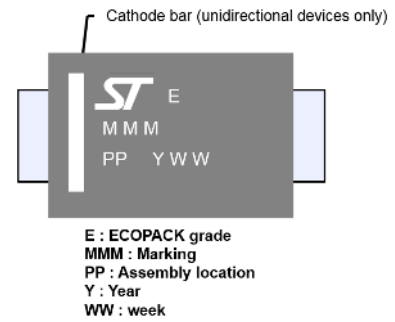 Cathode bar (unidirectional devices only)
ST E
M M M
PP Y W W
E : ECOPACK grade
MMM : Marking
PP : Assembly location
Y : Year
WW : week